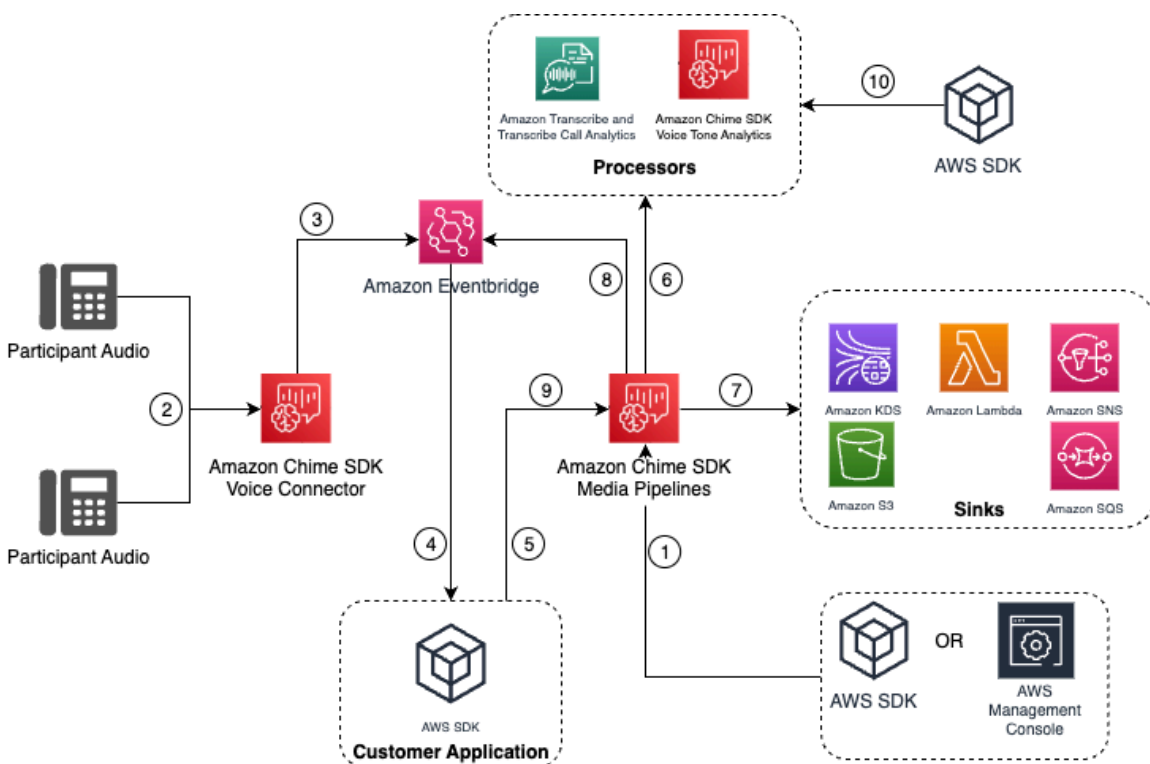 10
Amazon Transcribe and
Transcribe Call Analytics
Amazon Chime SDK
Voice Tone Analytics
Processors
AWS SDK
3
Amazon Eventbridge
8
6
Participant Audio
2
9
7
Amazon KDS
Amazon Lambda
Amazon SNS
Amazon Chime SDK
Voice Connector
Amazon Chime SDK
Media Pipelines
Amazon S3
Sinks
Amazon SQS
Participant Audio
4
5
1
AWS SDK
OR
AWS
Management
Console
AWS SDK
Customer Application